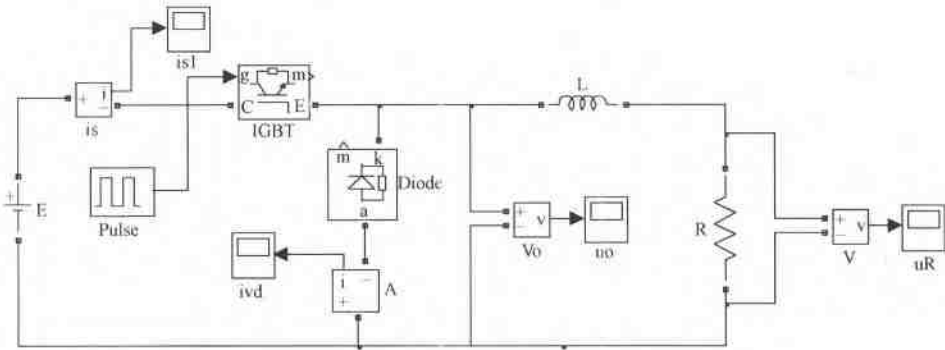 is1
+ i
−
is
g m
C E
IGBT
L
Pulse
+
E
m k
a
Diode
+
−
v
Vo
uo
R
+
−
v
V
uR
ivd
i −
+
A